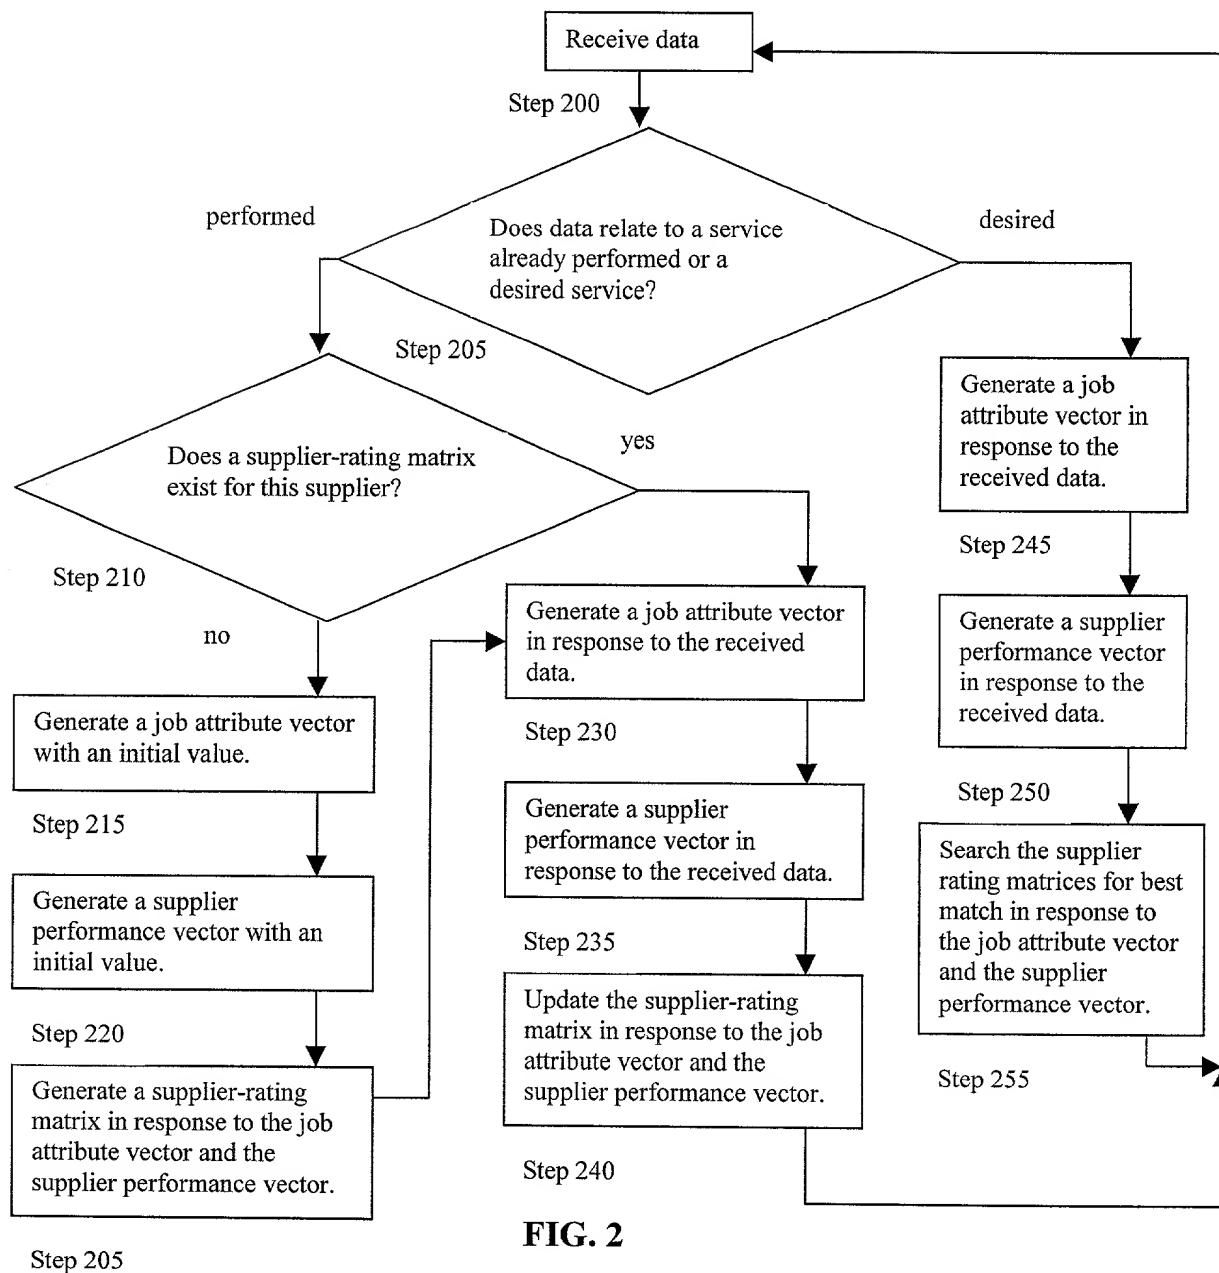 Receive data
Step 200
performed
desired
Does data relate to a service
already performed or a
desired service?
Step 205
Does a supplier-rating matrix
exist for this supplier?
yes
Step 210
no
Generate a job attribute vector
with an initial value.
Step 215
Generate a supplier
performance vector with an
initial value.
Step 220
Generate a supplier-rating
matrix in response to the job
attribute vector and the
supplier performance vector.
Step 205
Generate a job attribute vector
in response to the received
data.
Step 230
Generate a supplier
performance vector in
response to the received data.
Step 235
Update the supplier-rating
matrix in response to the job
attribute vector and the
supplier performance vector.
Step 240
Generate a job
attribute vector in
response to the
received data.
Step 245
Generate a supplier
performance vector
in response to the
received data.
Step 250
Search the supplier
rating matrices for best
match in response to
the job attribute vector
and the supplier
performance vector.
Step 255
FIG. 2